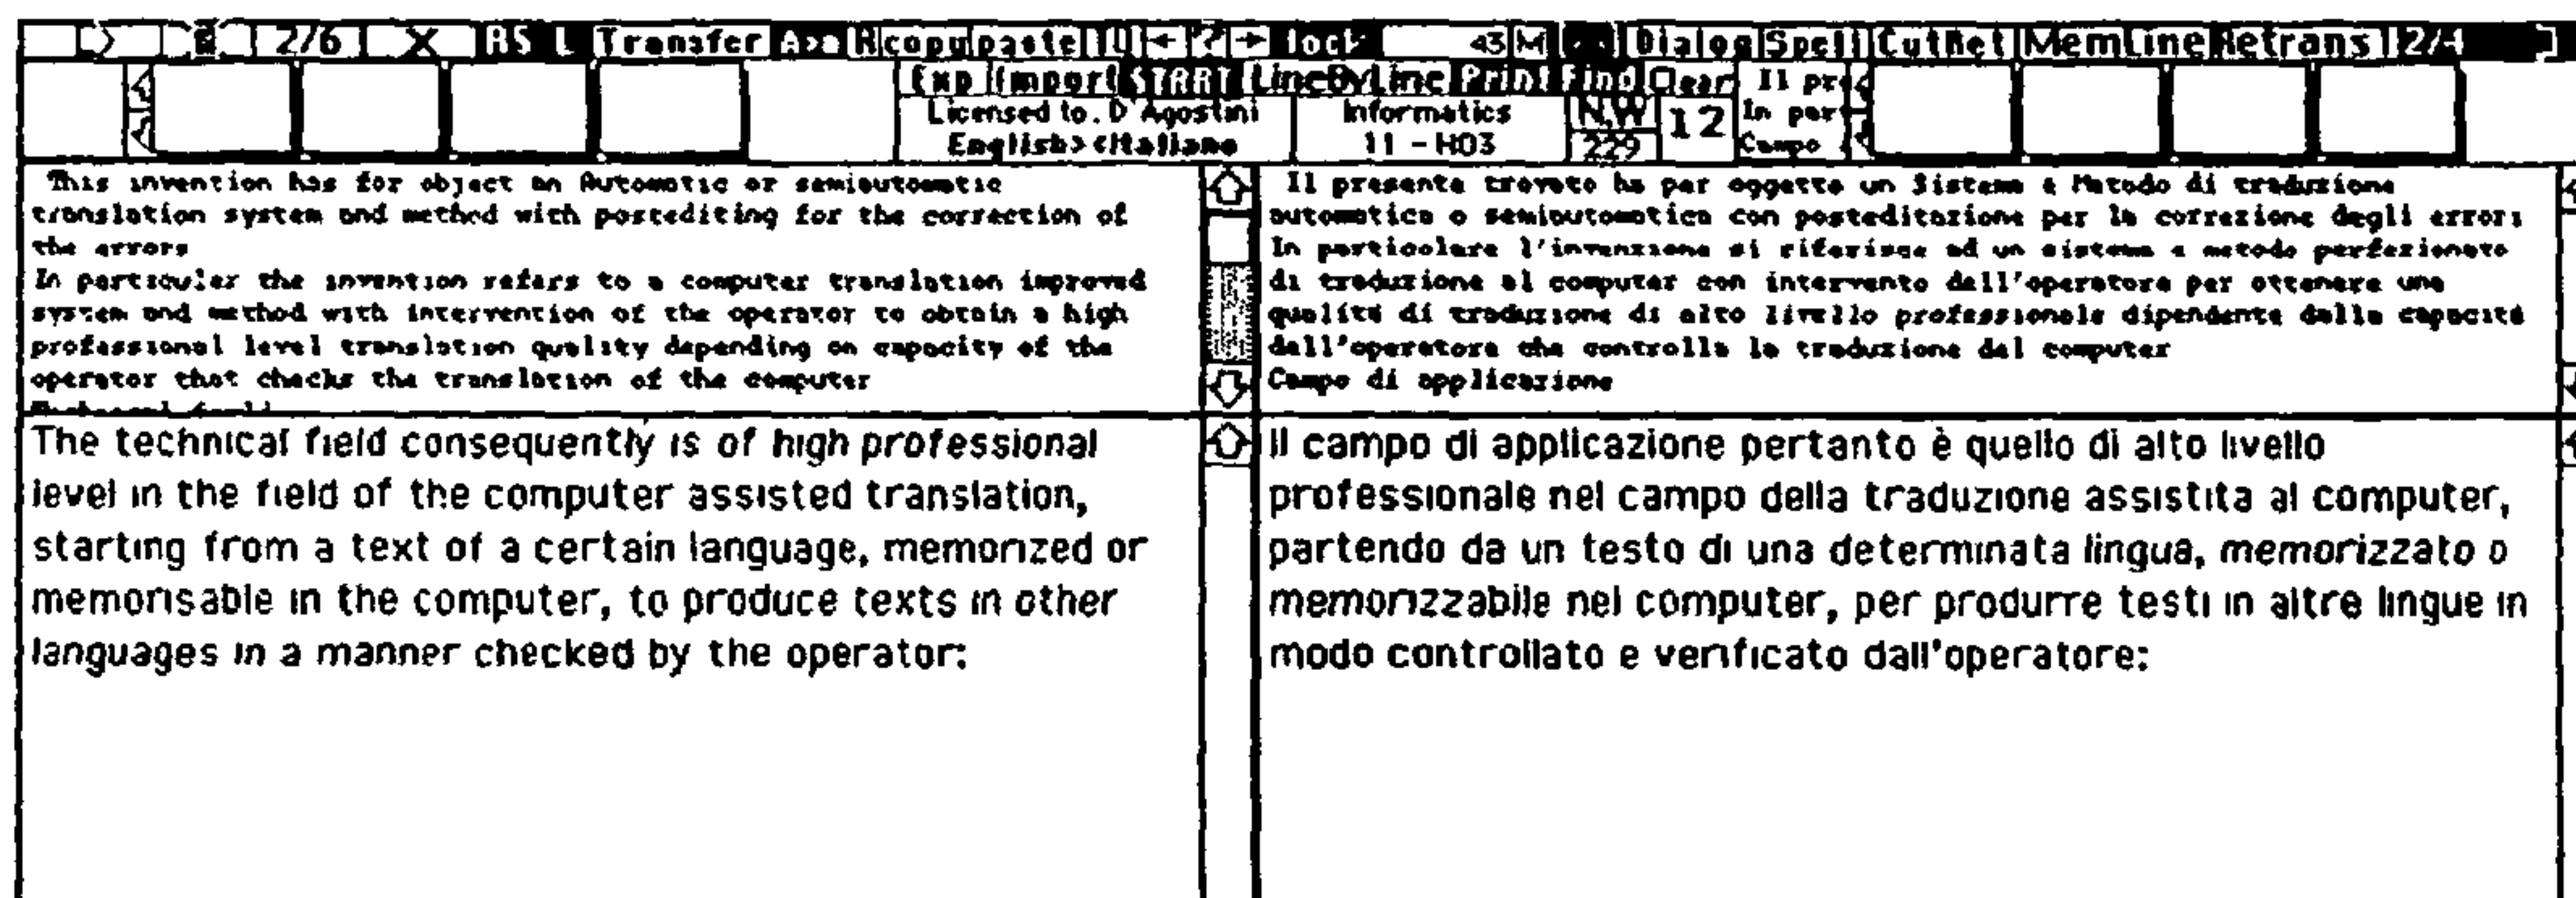 2/6 X RS L Transfer A>a R copy paste ← ? → lock 43 M Dialog Spell CutRet MemLine Retrans 2/4
Exp Import START LineByLine Print Find Clear Il pr
Licensed to. D'Agostini Informatics N.W 12 In par
English> <Italiano 11 - H03 229 Campo
This invention has for object an Automatic or semiautomatic
translation system and method with postediting for the correction of
the errors
In particular the invention refers to a computer translation improved
system and method with intervention of the operator to obtain a high
professional level translation quality depending on capacity of the
operator that checks the translation of the computer
Il presente trovato ha per oggetto un Sistema e Metodo di traduzione
automatica o semiautomatica con posteditazione per la correzione degli errori
In particolare l'invenzione si riferisce ad un sistema e metodo perfezionato
di traduzione al computer con intervento dell'operatore per ottenere una
qualità di traduzione di alto livello professionale dipendente dalla capacità
dell'operatore che controlla la traduzione del computer
Campo di applicazione
The technical field consequently is of high professional
level in the field of the computer assisted translation,
starting from a text of a certain language, memorized or
memorisable in the computer, to produce texts in other
languages in a manner checked by the operator:
Il campo di applicazione pertanto è quello di alto livello
professionale nel campo della traduzione assistita al computer,
partendo da un testo di una determinata lingua, memorizzato o
memorizzabile nel computer, per produrre testi in altre lingue in
modo controllato e verificato dall'operatore: